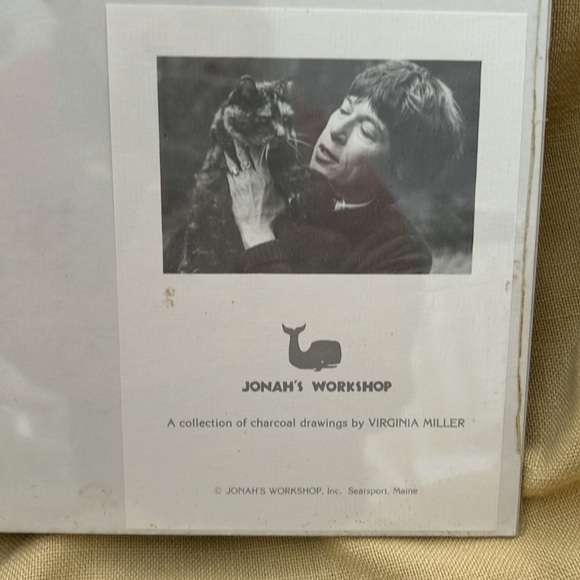 JONAH'S WORKSHOP
A collection of charcoal drawings by VIRGINIA MILLER
© JONAH'S WORKSHOP, Inc. Searsport, Maine